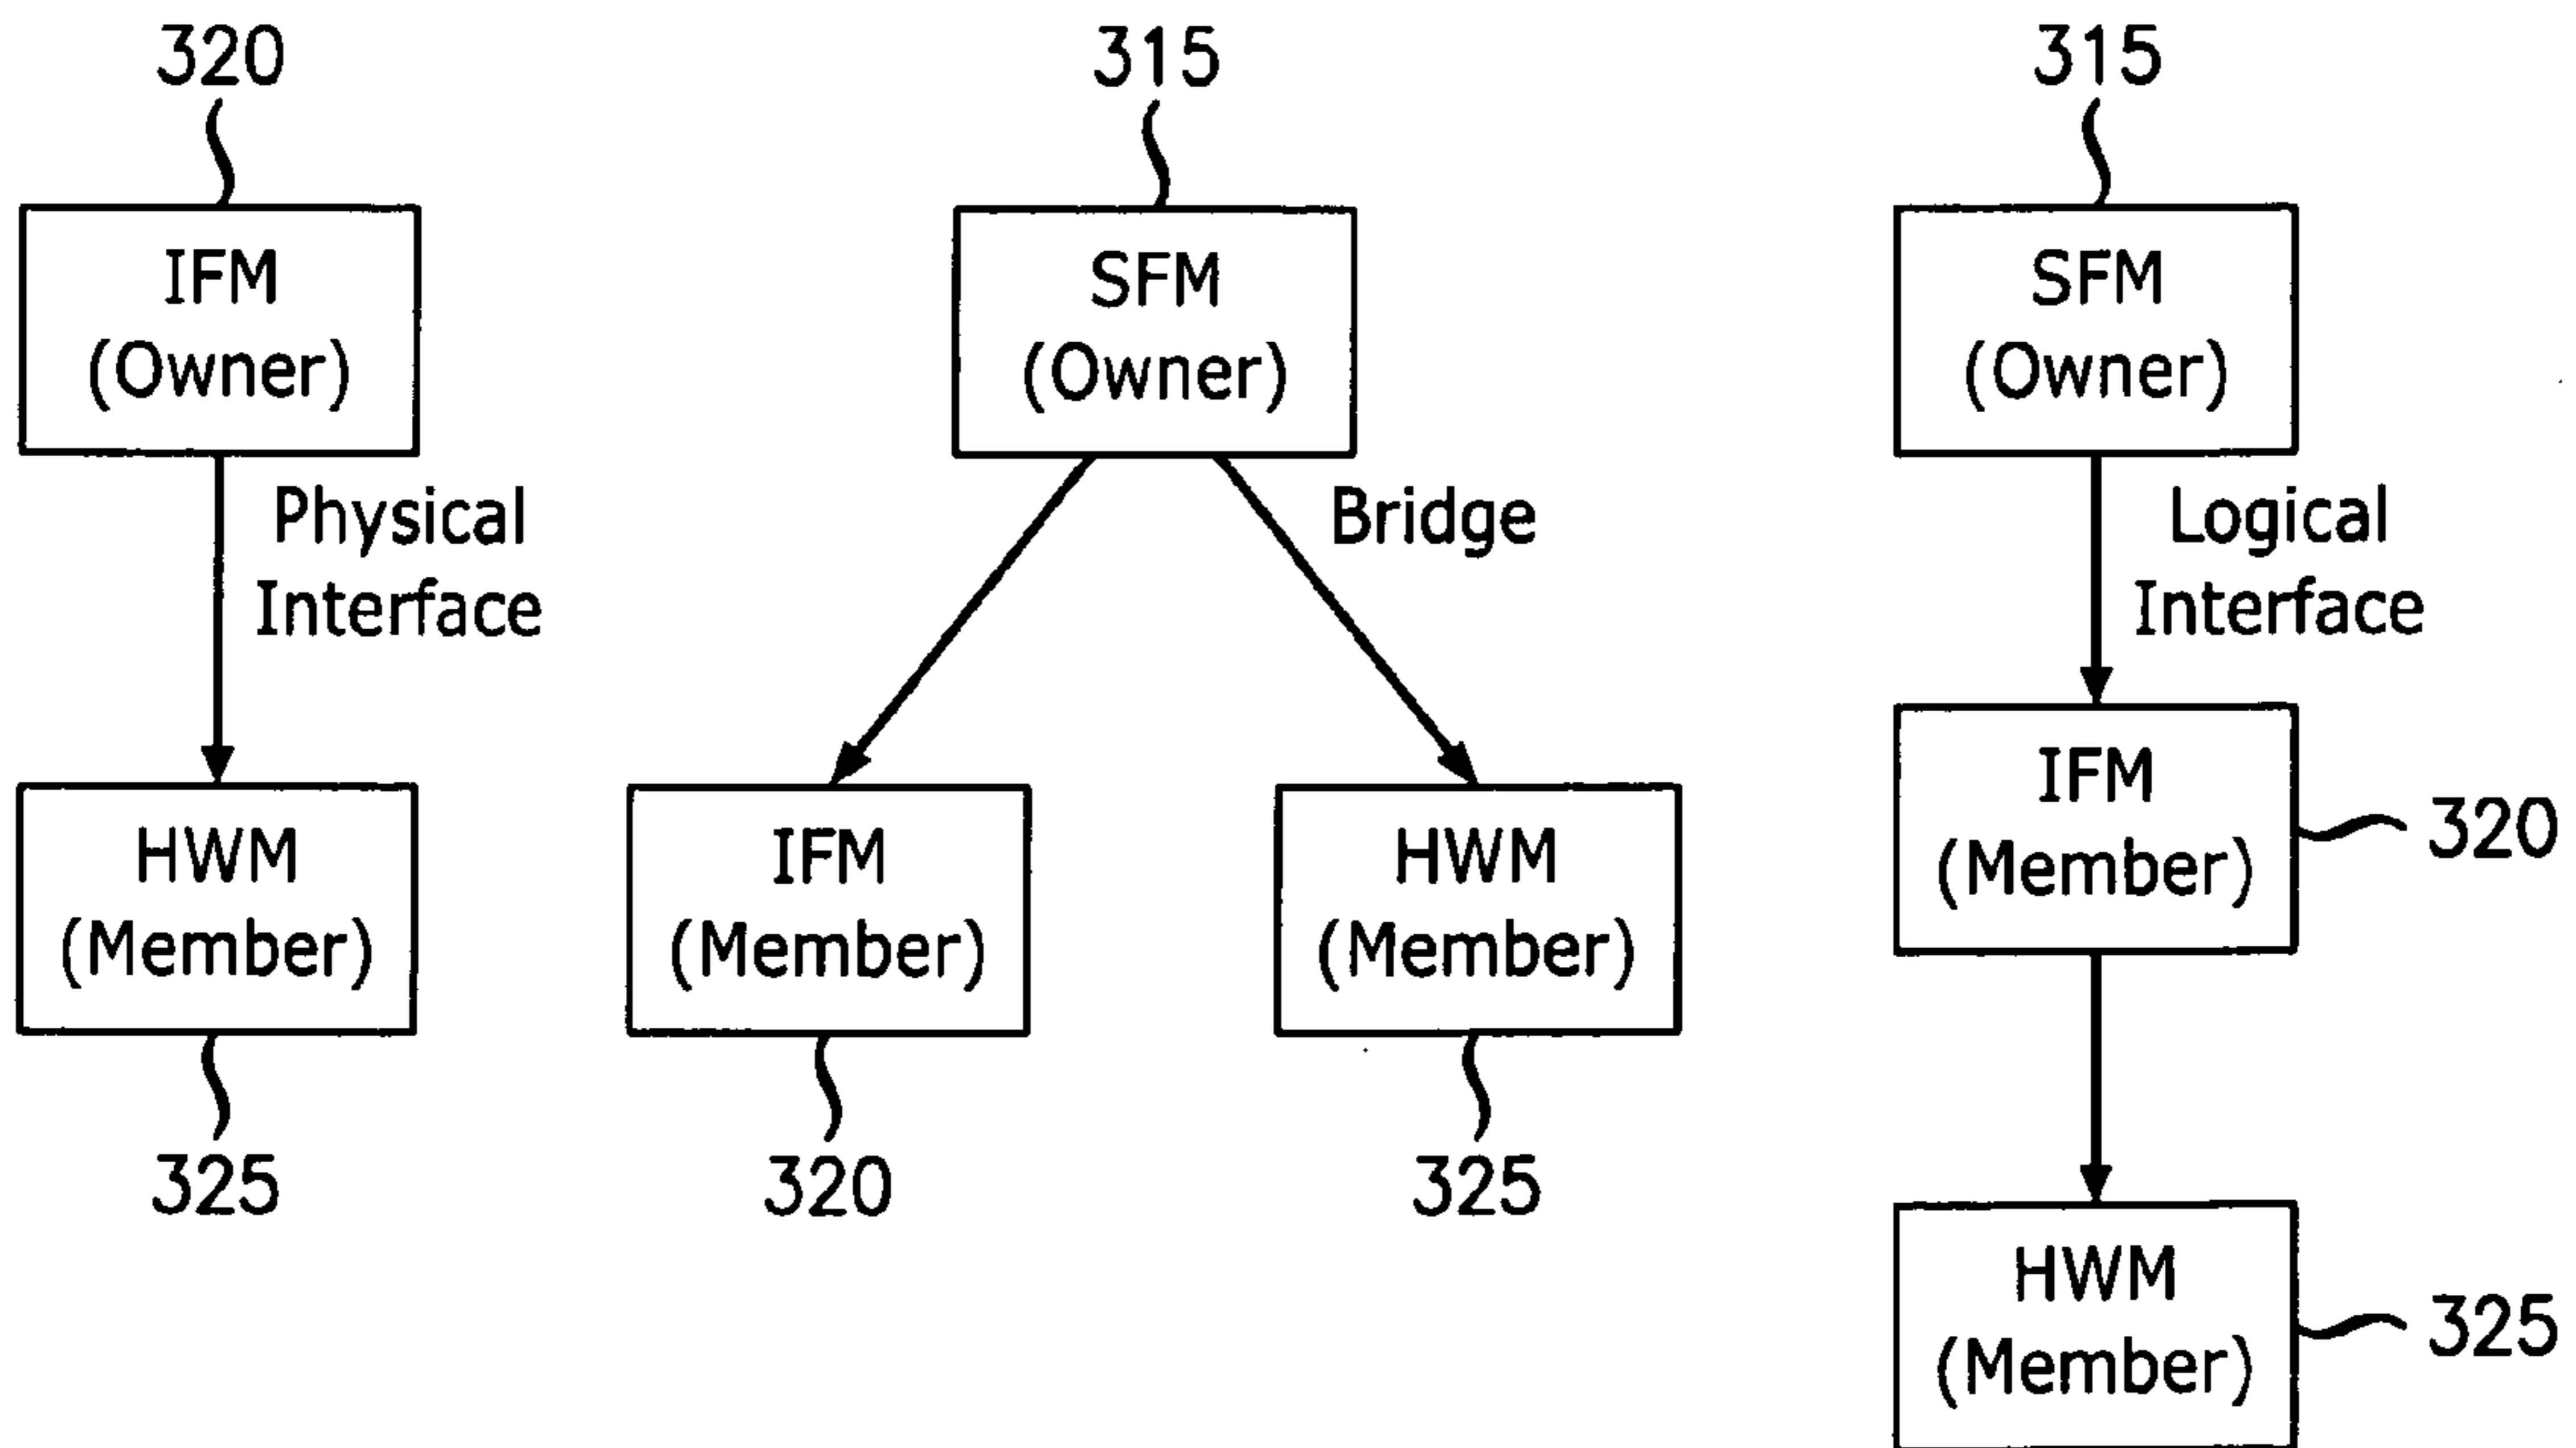 320
IFM
(Owner)
Physical
Interface
HWM
(Member)
325
315
SFM
(Owner)
Bridge
IFM
(Member)
320
HWM
(Member)
325
315
SFM
(Owner)
Logical
Interface
IFM
(Member)
320
HWM
(Member)
325